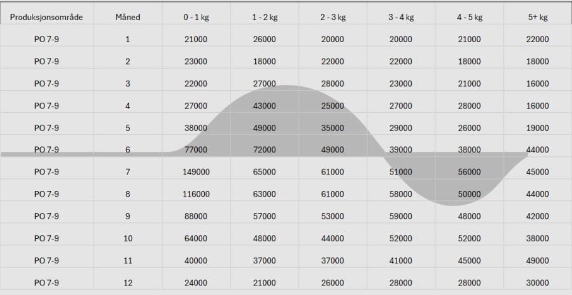 Produksjonsområde Måned 0 - 1 kg 1 - 2 kg 2 - 3 kg 3 - 4 kg 4 - 5 kg 5+ kg
PO 7-9 1 21000 26000 20000 20000 21000 22000
PO 7-9 2 23000 18000 22000 22000 18000 18000
PO 7-9 3 22000 27000 28000 23000 21000 16000
PO 7-9 4 27000 43000 25000 27000 28000 16000
PO 7-9 5 38000 49000 35000 29000 26000 19000
PO 7-9 6 77000 72000 49000 39000 38000 44000
PO 7-9 7 149000 65000 61000 51000 56000 45000
PO 7-9 8 116000 63000 61000 58000 50000 44000
PO 7-9 9 88000 57000 53000 59000 48000 42000
PO 7-9 10 64000 48000 44000 52000 52000 38000
PO 7-9 11 40000 37000 37000 41000 45000 49000
PO 7-9 12 24000 21000 26000 28000 28000 30000